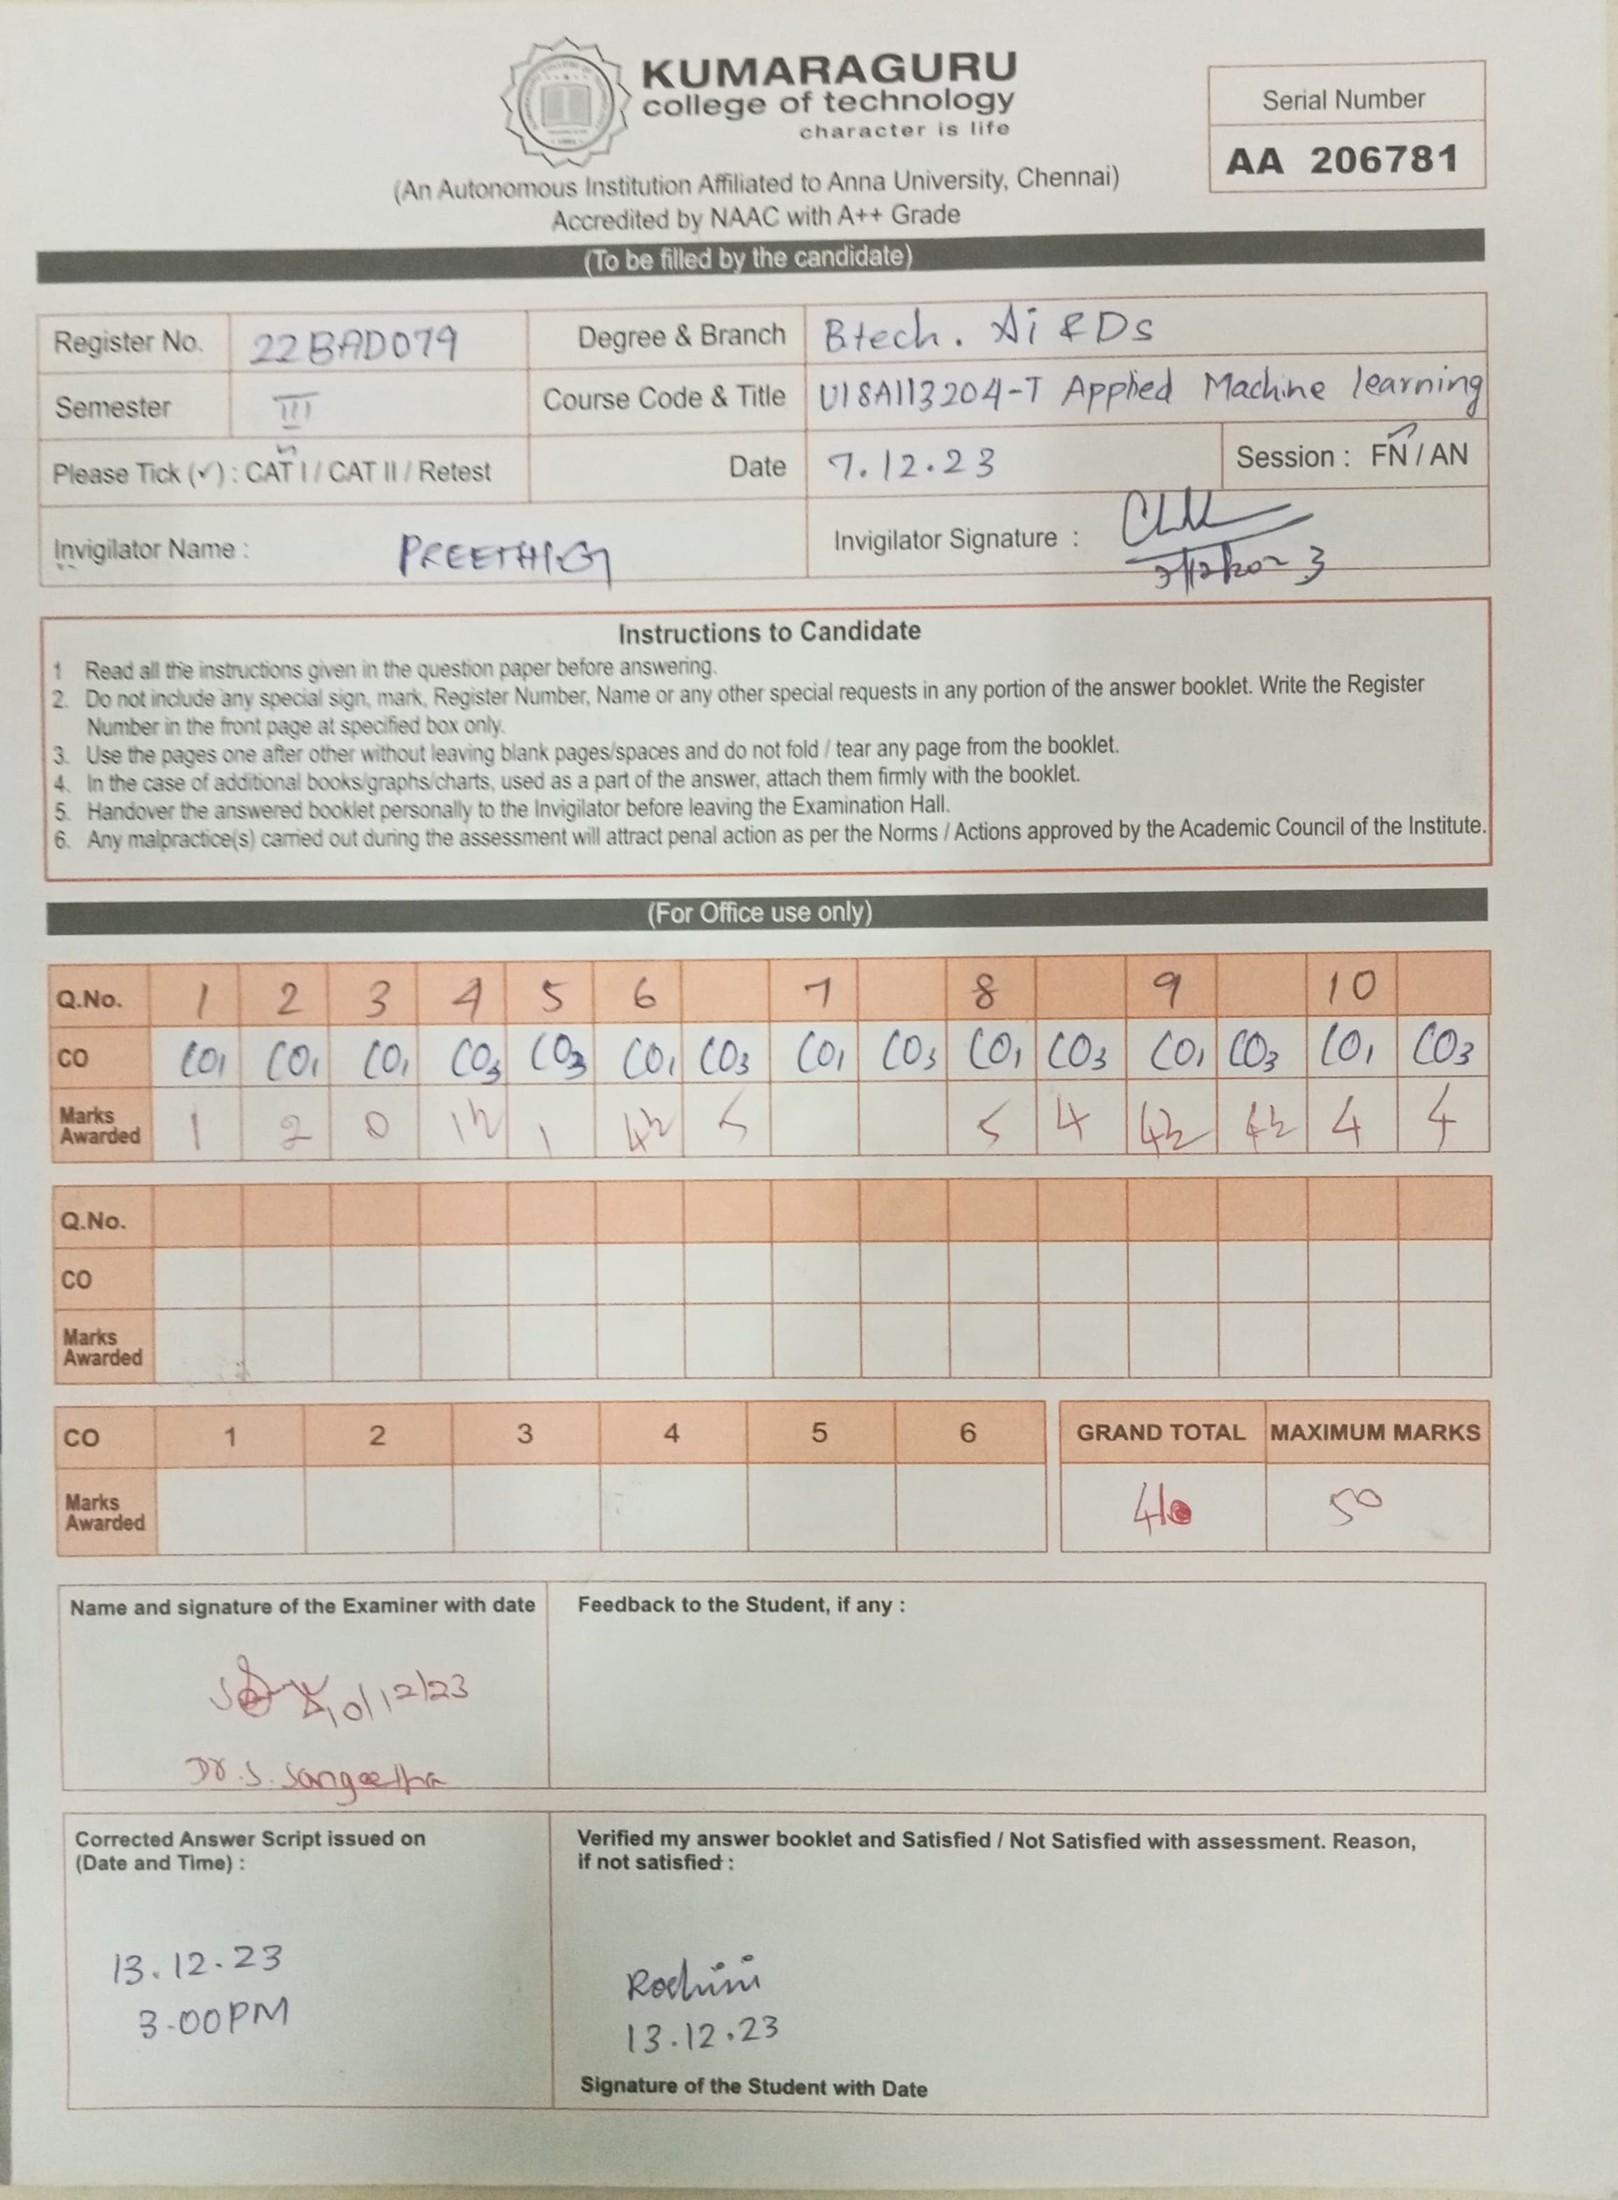 KUMARAGURU
college of technology
character is life
Serial Number
AA 206781
(An Autonomous Institution Affiliated to Anna University, Chennai)
Accredited by NAAC with A++ Grade
(To be filled by the candidate)
Register No. 22BAD079 Degree & Branch Btech. Ai & Ds
Semester III Course Code & Title U18AII3204-T Applied Machine learning
Please Tick (✓) : CAT I / CAT II / Retest Date 7.12.23 Session : FN / AN
Invigilator Name : PREETHI G Invigilator Signature :
Instructions to Candidate
1 Read all the instructions given in the question paper before answering.
2. Do not include any special sign, mark, Register Number, Name or any other special requests in any portion of the answer booklet. Write the Register
Number in the front page at specified box only.
3. Use the pages one after other without leaving blank pages/spaces and do not fold / tear any page from the booklet.
4. In the case of additional books/graphs/charts, used as a part of the answer, attach them firmly with the booklet.
5. Handover the answered booklet personally to the Invigilator before leaving the Examination Hall.
6. Any malpractice(s) carried out during the assessment will attract penal action as per the Norms / Actions approved by the Academic Council of the Institute.
(For Office use only)
Q.No. 1 2 3 4 5 6 7 8 9 10
CO CO1 CO1 CO1 CO3 CO3 CO1 CO3 CO1 CO3 CO1 CO3 CO1 CO3 CO1 CO3
Marks
Awarded 1 2 0 1½ 1 4½ 5 5 4 4½ 4½ 4 4
Q.No.
CO
Marks
Awarded
CO 1 2 3 4 5 6 GRAND TOTAL MAXIMUM MARKS
Marks
Awarded 41 50
Name and signature of the Examiner with date Feedback to the Student, if any :
10/12/23
Dr. S. Sangeetha
Corrected Answer Script issued on
(Date and Time) :
13.12.23
3.00PM
Verified my answer booklet and Satisfied / Not Satisfied with assessment. Reason,
if not satisfied :
Roshini
13.12.23
Signature of the Student with Date